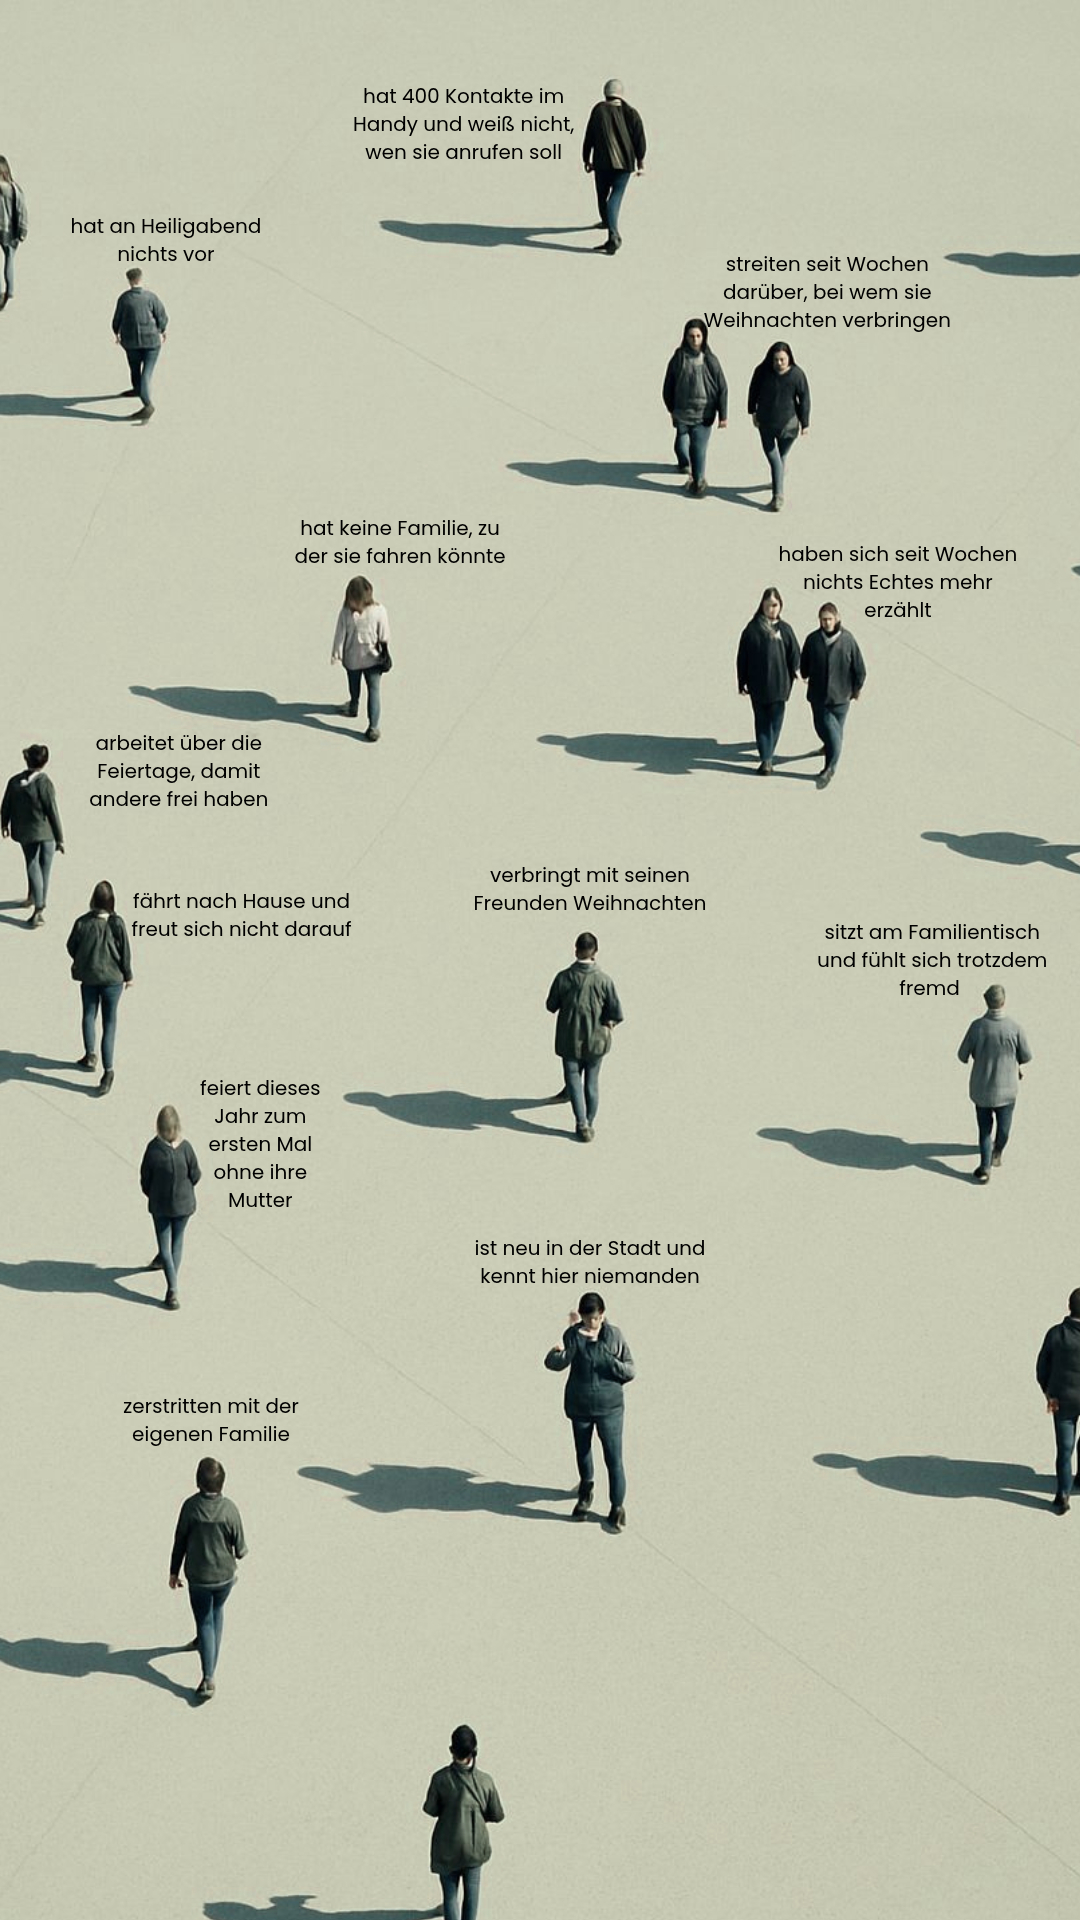 hat 400 Kontakte im
Handy und weiß nicht,
wen sie anrufen soll
hat an Heiligabend
nichts vor
streiten seit Wochen
darüber, bei wem sie
Weihnachten verbringen
hat keine Familie, zu
der sie fahren könnte
haben sich seit Wochen
nichts Echtes mehr
erzählt
arbeitet über die
Feiertage, damit
andere frei haben
verbringt mit seinen
Freunden Weihnachten
fährt nach Hause und
freut sich nicht darauf
sitzt am Familientisch
und fühlt sich trotzdem
fremd
feiert dieses
Jahr zum
ersten Mal
ohne ihre
Mutter
ist neu in der Stadt und
kennt hier niemanden
zerstritten mit der
eigenen Familie